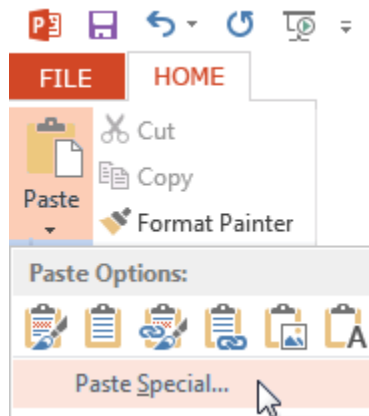 FILE HOME
Cut
Copy
Paste
Format Painter
Paste Options:
Paste Special...